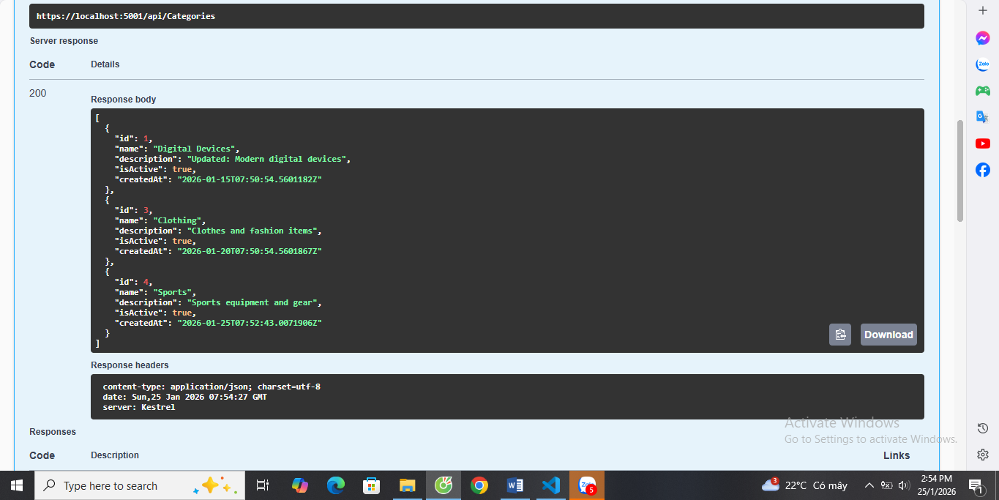 https://localhost:5001/api/Categories
Server response
Code Details
200
Response body
[
  {
    "id": 1,
    "name": "Digital Devices",
    "description": "Updated: Modern digital devices",
    "isActive": true,
    "createdAt": "2026-01-15T07:50:54.5601182Z"
  },
  {
    "id": 3,
    "name": "Clothing",
    "description": "Clothes and fashion items",
    "isActive": true,
    "createdAt": "2026-01-20T07:50:54.5601867Z"
  },
  {
    "id": 4,
    "name": "Sports",
    "description": "Sports equipment and gear",
    "isActive": true,
    "createdAt": "2026-01-25T07:52:43.0071906Z"
  }
]
Download
Response headers
content-type: application/json; charset=utf-8
date: Sun,25 Jan 2026 07:54:27 GMT
server: Kestrel
Responses
Code Description Links
Activate Windows
Go to Settings to activate Windows.
Zalo
Type here to search
W
Zalo 5
3
22°C Có mây
2:54 PM
25/1/2026
1